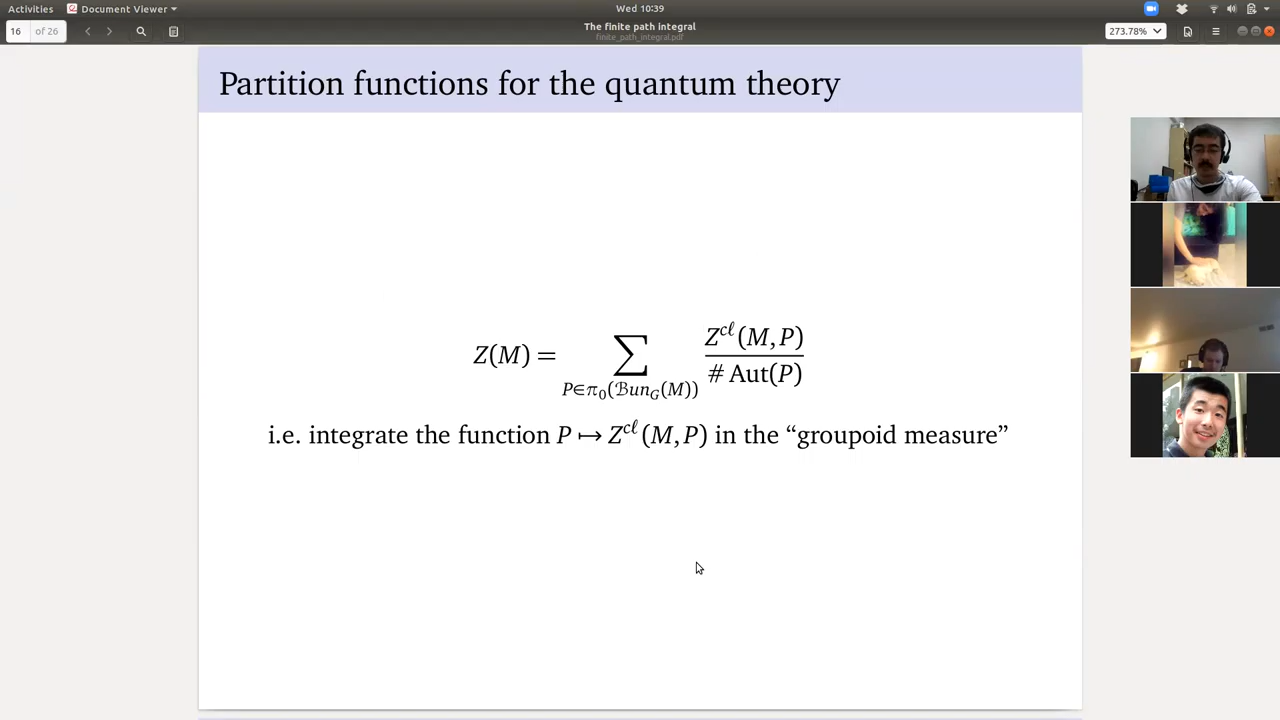 Activities
Document Viewer
Wed 10:39
16 of 26
The finite path integral
finite_path_integral.pdf
273.78%
Partition functions for the quantum theory
Z(M) = ∑_{P∈π₀(ℬun_G(M))} Z^{cℓ}(M, P) / # Aut(P)
i.e. integrate the function P ↦ Z^{cℓ}(M, P) in the “groupoid measure”